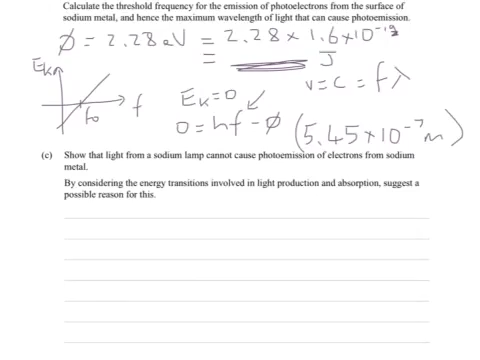 Calculate the threshold frequency for the emission of photoelectrons from the surface of
sodium metal, and hence the maximum wavelength of light that can cause photoemission.
∅ = 2.28 eV = 2.28 × 1.6 × 10⁻¹⁹
= J
Ek
v = c = fλ
f
f₀
Ek = 0
0 = hf - ∅ (5.45 × 10⁻⁷ m)
(c) Show that light from a sodium lamp cannot cause photoemission of electrons from sodium
metal.
By considering the energy transitions involved in light production and absorption, suggest a
possible reason for this.